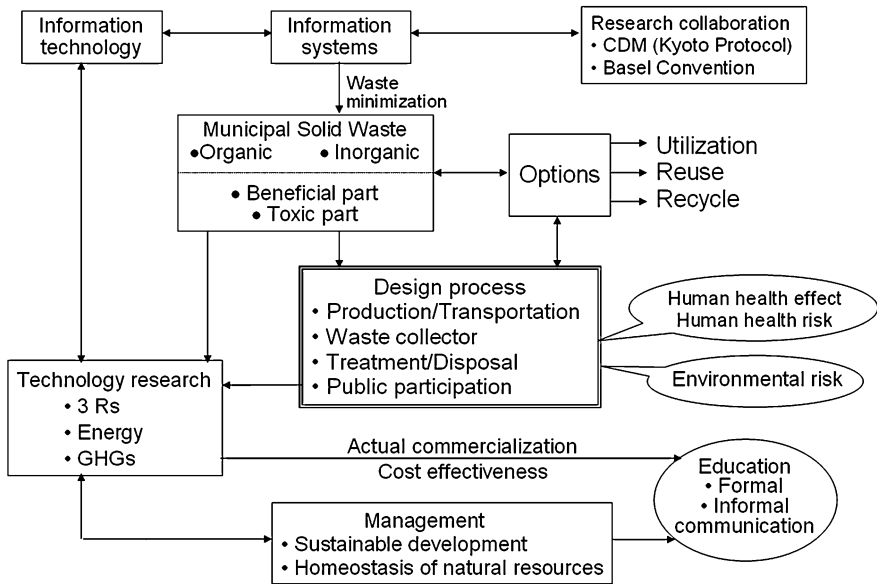 Information
technology
Information
systems
Research collaboration
• CDM (Kyoto Protocol)
• Basel Convention
Waste
minimization
Municipal Solid Waste
●Organic ● Inorganic
● Beneficial part
● Toxic part
Options
Utilization
Reuse
Recycle
Design process
• Production/Transportation
• Waste collector
• Treatment/Disposal
• Public participation
Human health effect
Human health risk
Environmental risk
Technology research
• 3 Rs
• Energy
• GHGs
Actual commercialization
Cost effectiveness
Education
• Formal
• Informal
communication
Management
• Sustainable development
• Homeostasis of natural resources